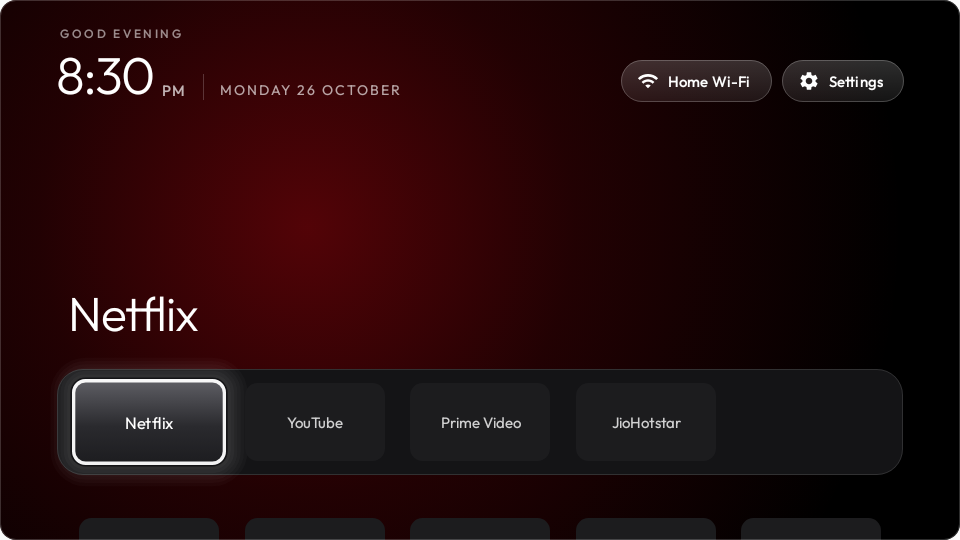 GOOD EVENING
8:30 PM
MONDAY 26 OCTOBER
Home Wi-Fi
Settings
Netflix
Netflix
YouTube
Prime Video
JioHotstar